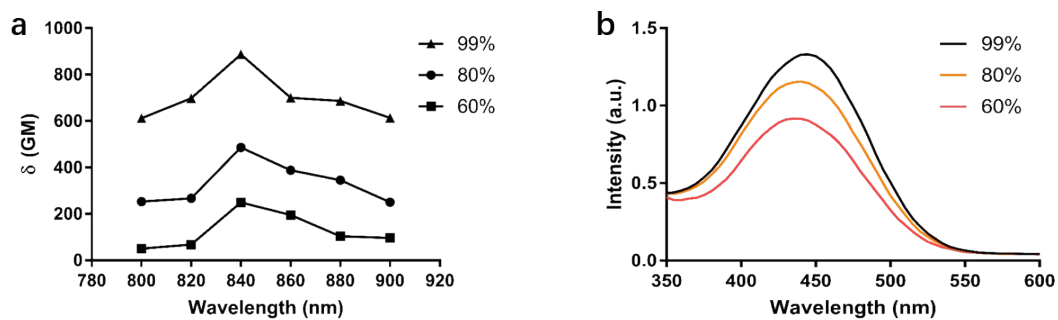 a
1000
800
600
400
200
0
δ (GM)
780 800 820 840 860 880 900 920
Wavelength (nm)
99%
80%
60%
b
1.5
1.0
0.5
0.0
Intensity (a.u.)
350 400 450 500 550 600
Wavelength (nm)
99%
80%
60%